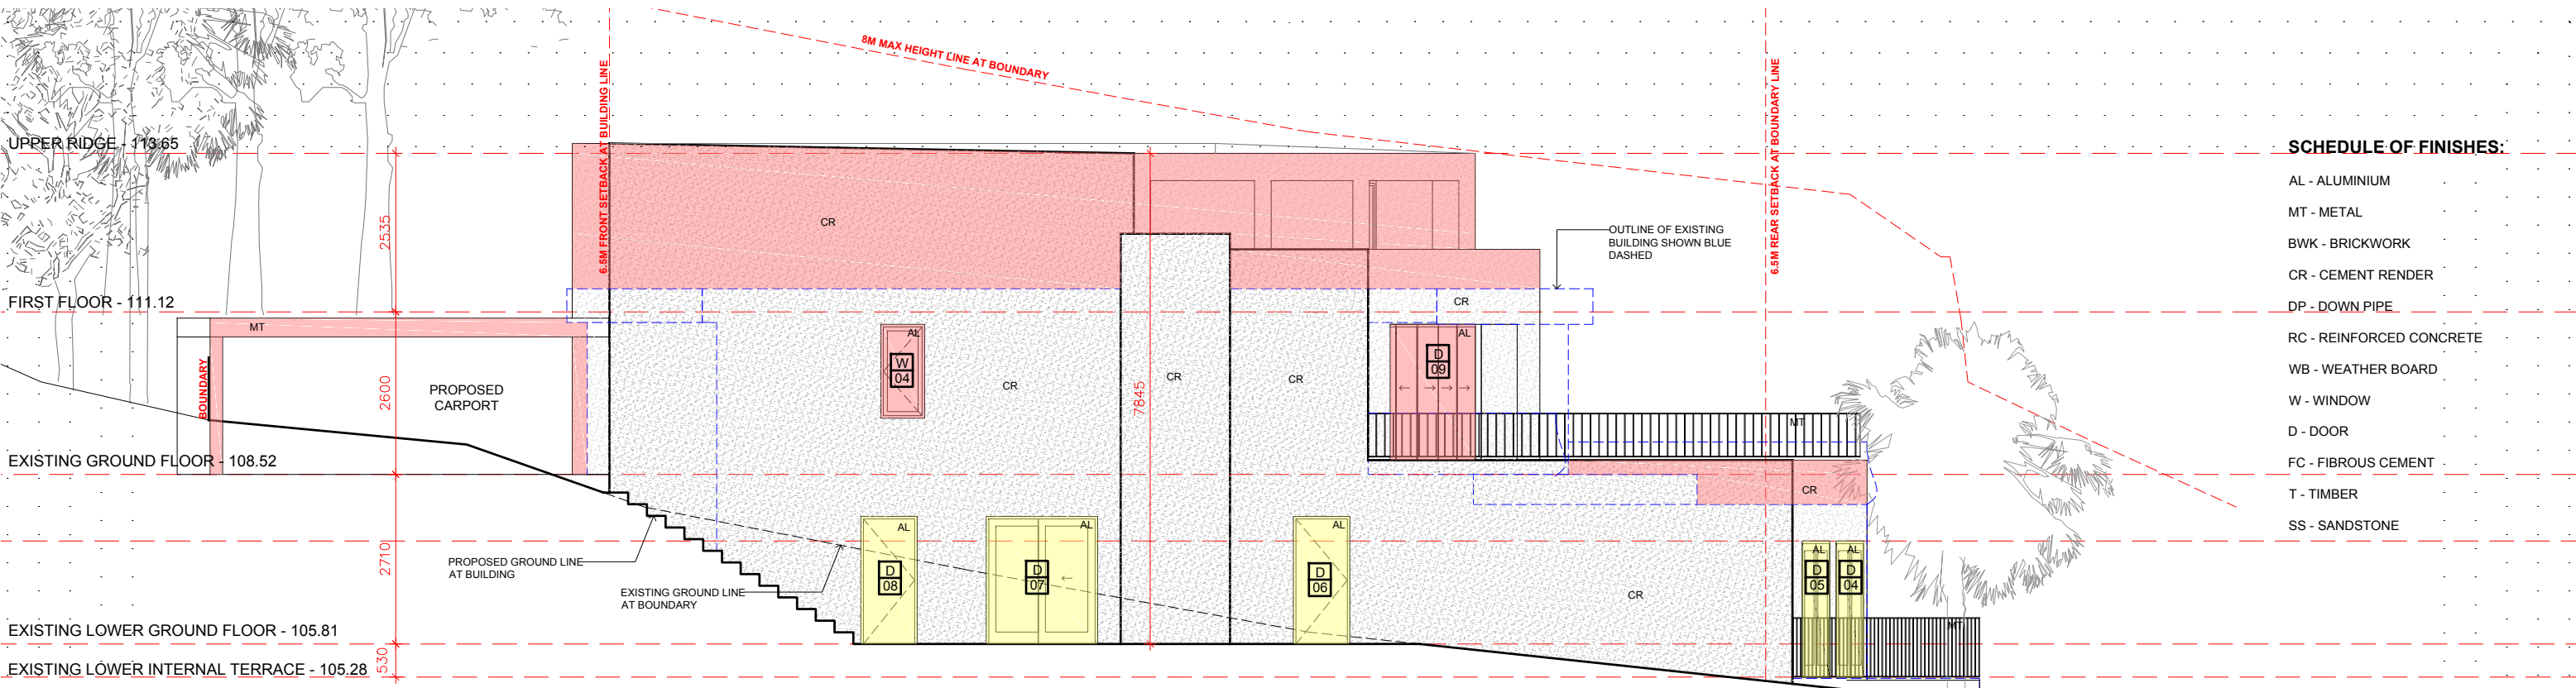 8M MAX HEIGHT LINE AT BOUNDARY
6.5M FRONT SETBACK AT BUILDING LINE
6.5M REAR SETBACK AT BOUNDARY LINE
UPPER RIDGE - 113.65
2535
CR
OUTLINE OF EXISTING
BUILDING SHOWN BLUE
DASHED
FIRST FLOOR - 111.12
MT
CR
AL
AL
W
04
D
09
BOUNDARY
PROPOSED
CARPORT
2600
CR
CR
CR
7845
MT
EXISTING GROUND FLOOR - 108.52
CR
2710
PROPOSED GROUND LINE
AT BUILDING
EXISTING GROUND LINE
AT BOUNDARY
AL
D
08
AL
D
07
AL
D
06
AL
D
05
AL
D
04
CR
MT
EXISTING LOWER GROUND FLOOR - 105.81
530
EXISTING LOWER INTERNAL TERRACE - 105.28
SCHEDULE OF FINISHES:
AL - ALUMINIUM
MT - METAL
BWK - BRICKWORK
CR - CEMENT RENDER
DP - DOWN PIPE
RC - REINFORCED CONCRETE
WB - WEATHER BOARD
W - WINDOW
D - DOOR
FC - FIBROUS CEMENT
T - TIMBER
SS - SANDSTONE